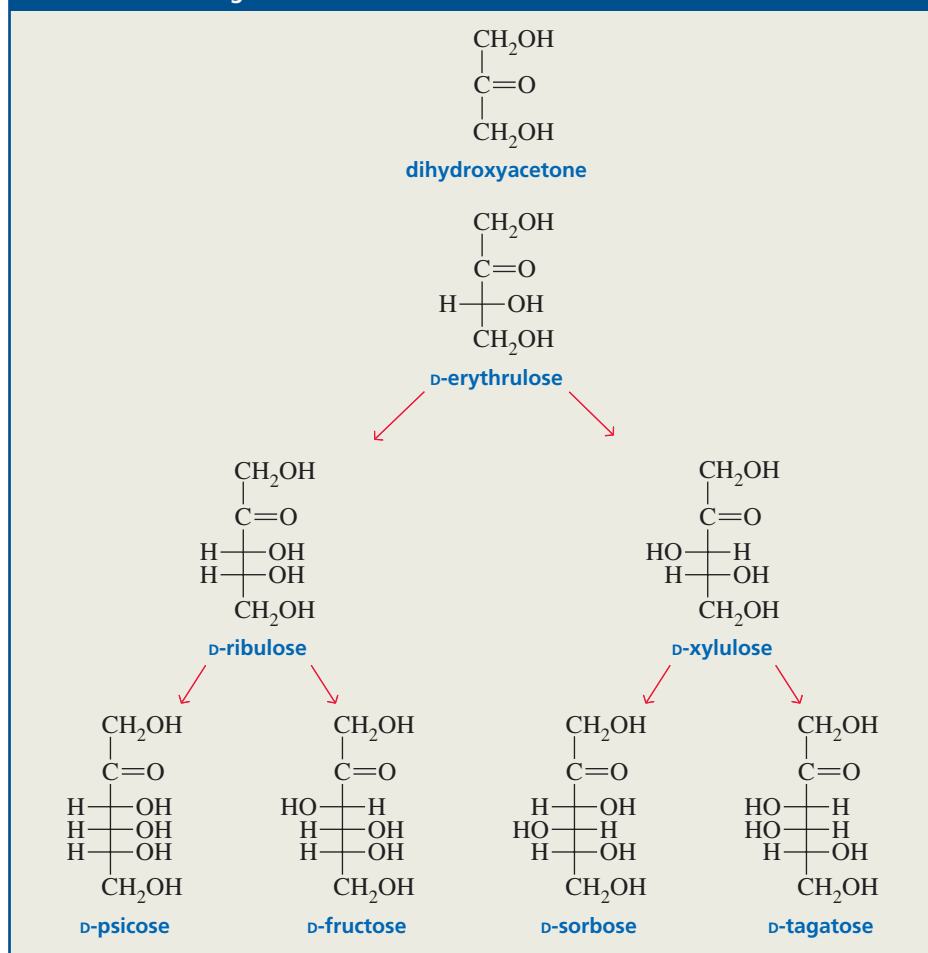 CH₂OH
C=O
CH₂OH
dihydroxyacetone
CH₂OH
C=O
H OH
CH₂OH
D-erythrulose
CH₂OH
C=O
H OH
H OH
CH₂OH
D-ribulose
CH₂OH
C=O
HO H
H OH
CH₂OH
D-xylulose
CH₂OH
C=O
H OH
H OH
H OH
CH₂OH
D-psicose
CH₂OH
C=O
HO H
H OH
H OH
CH₂OH
D-fructose
CH₂OH
C=O
H OH
HO H
H OH
CH₂OH
D-sorbose
CH₂OH
C=O
HO H
HO H
H OH
CH₂OH
D-tagatose